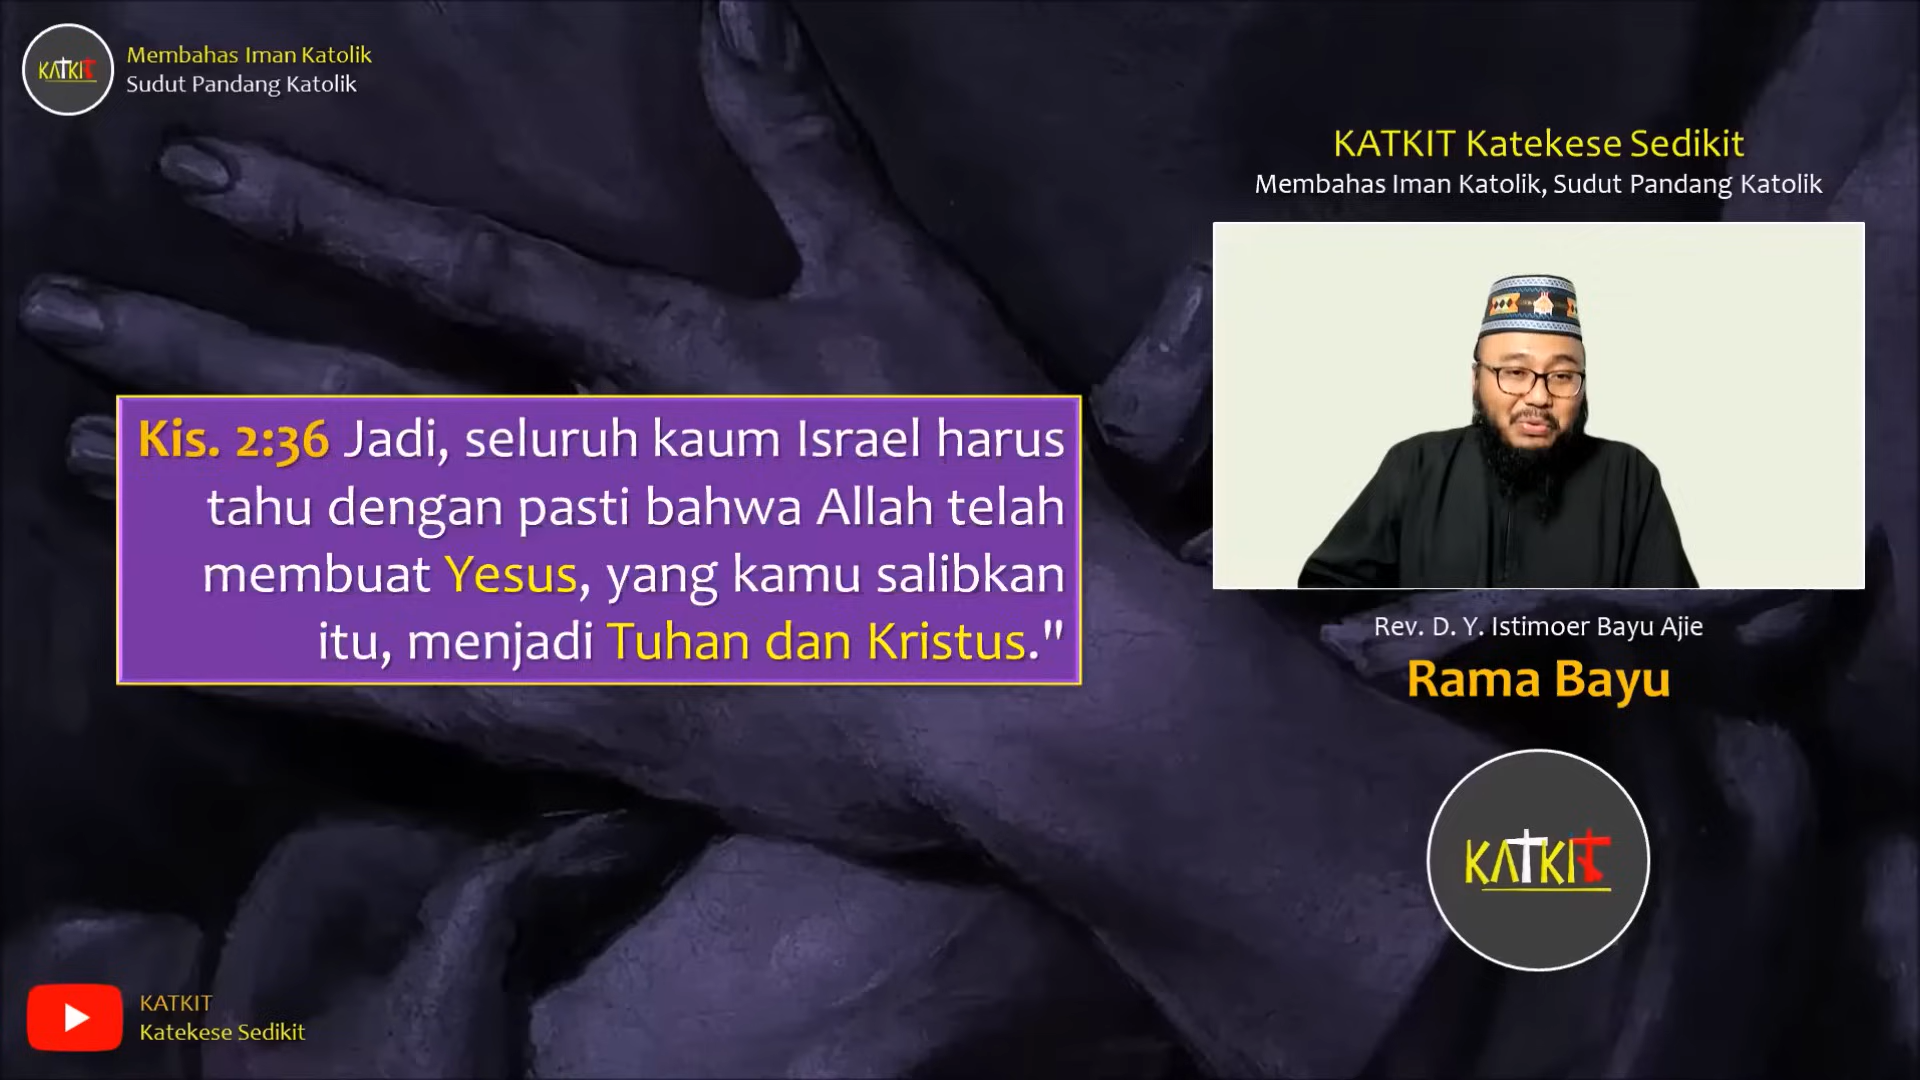 KATKIT
Membahas Iman Katolik
Sudut Pandang Katolik
KATKIT Katekese Sedikit
Membahas Iman Katolik, Sudut Pandang Katolik
Kis. 2:36 Jadi, seluruh kaum Israel harus
tahu dengan pasti bahwa Allah telah
membuat Yesus, yang kamu salibkan
itu, menjadi Tuhan dan Kristus."
Rev. D. Y. Istimoer Bayu Ajie
Rama Bayu
KATKIT
KATKIT
Katekese Sedikit